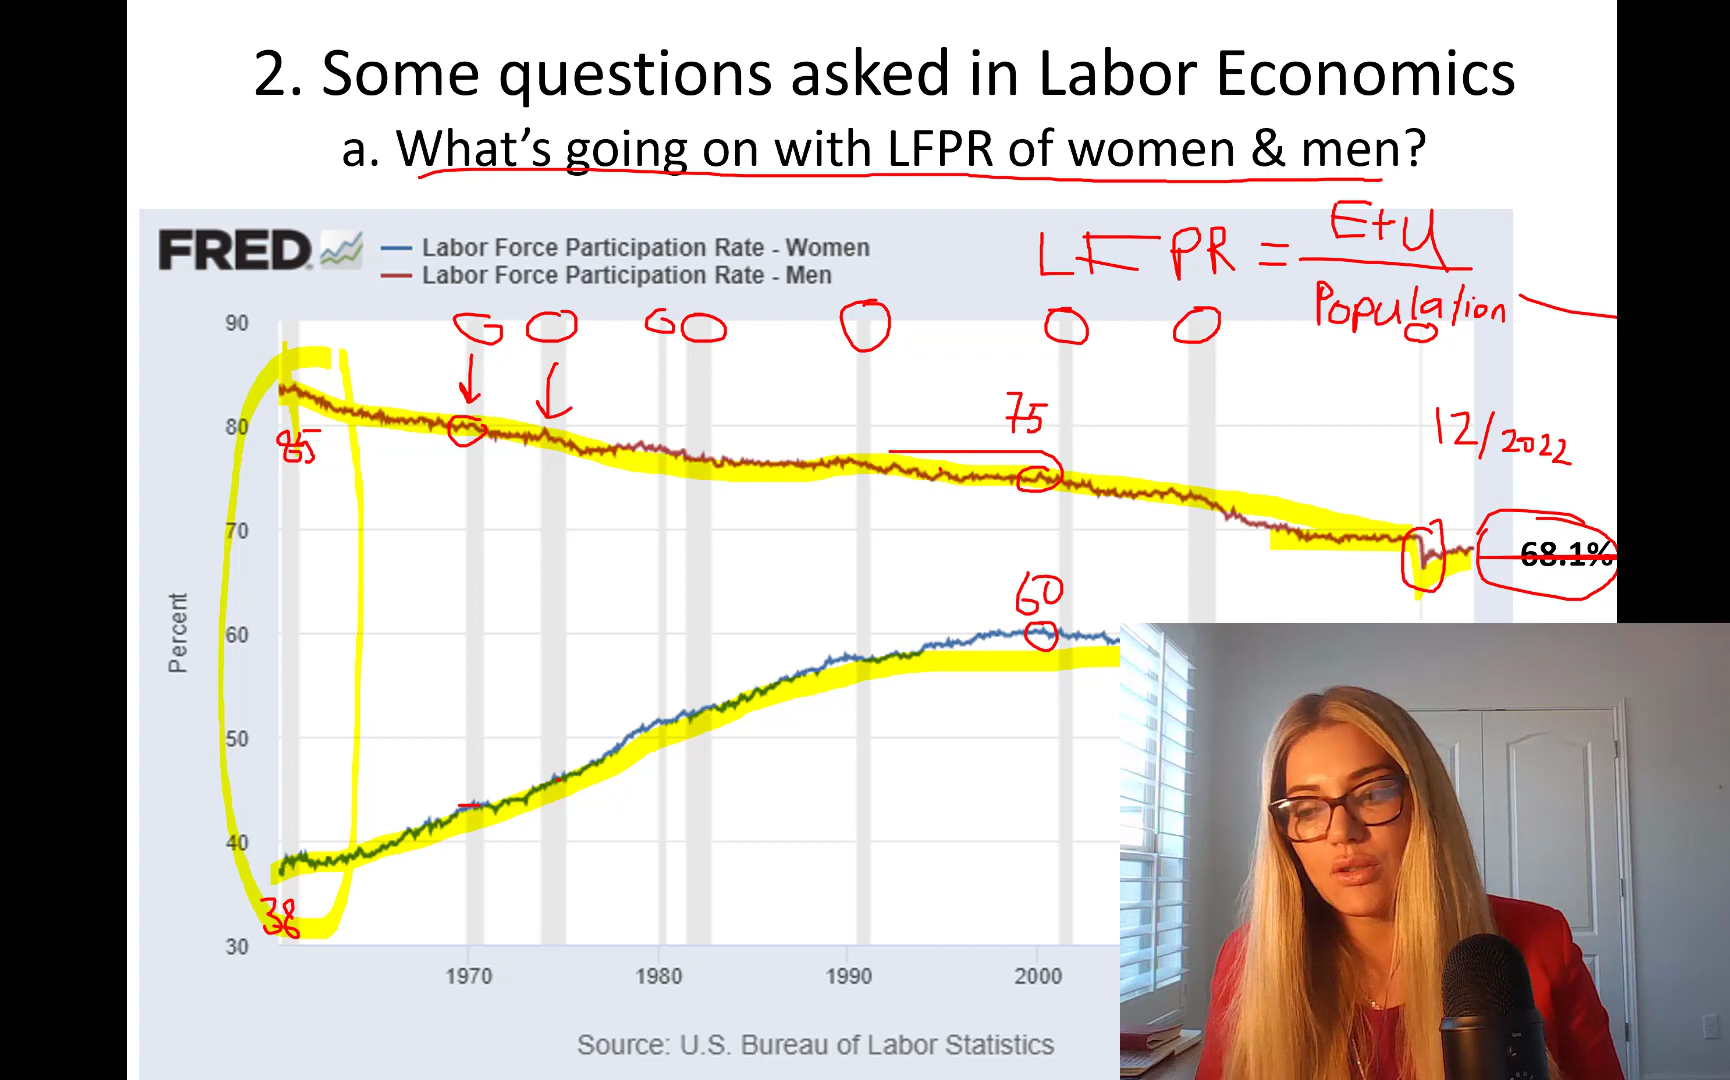 2. Some questions asked in Labor Economics
a. What's going on with LFPR of women & men?
FRED
Labor Force Participation Rate - Women
Labor Force Participation Rate - Men
LF PR = E+U
Population
90
80
70
60
50
40
30
Percent
85
38
75
60
12/2022
68.1%
1970
1980
1990
2000
Source: U.S. Bureau of Labor Statistics